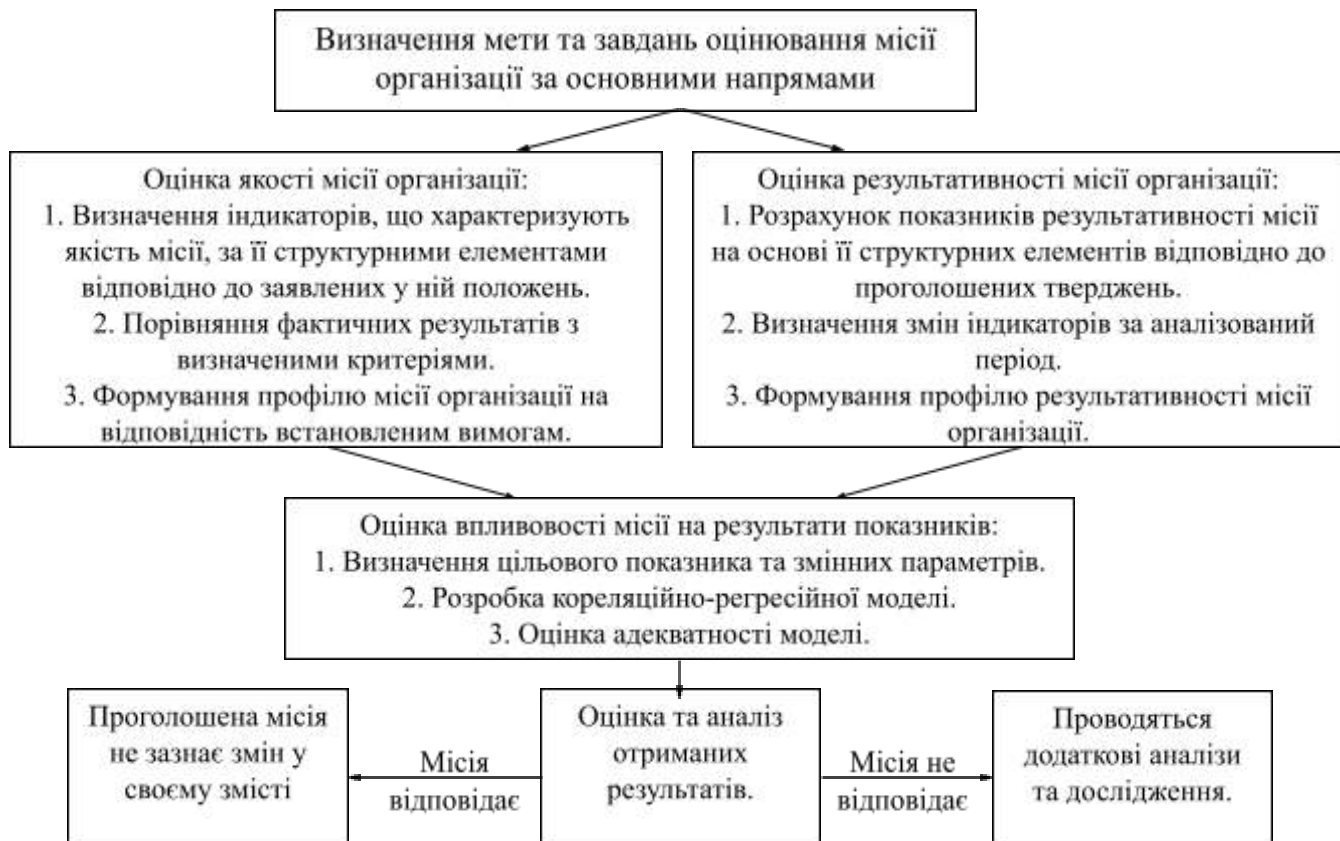 Визначення мети та завдань оцінювання місії
організації за основними напрямами
Оцінка якості місії організації:
1. Визначення індикаторів, що характеризують
якість місії, за її структурними елементами
відповідно до заявлених у ній положень.
2. Порівняння фактичних результатів з
визначеними критеріями.
3. Формування профілю місії організації на
відповідність встановленим вимогам.
Оцінка результативності місії організації:
1. Розрахунок показників результативності місії
на основі її структурних елементів відповідно до
проголошених тверджень.
2. Визначення змін індикаторів за аналізований
період.
3. Формування профілю результативності місії
організації.
Оцінка впливовості місії на результати показників:
1. Визначення цільового показника та змінних параметрів.
2. Розробка кореляційно-регресійної моделі.
3. Оцінка адекватності моделі.
Проголошена місія
не зазнає змін у
своєму змісті
Місія
відповідає
Оцінка та аналіз
отриманих
результатів.
Місія не
відповідає
Проводяться
додаткові аналізи
та дослідження.